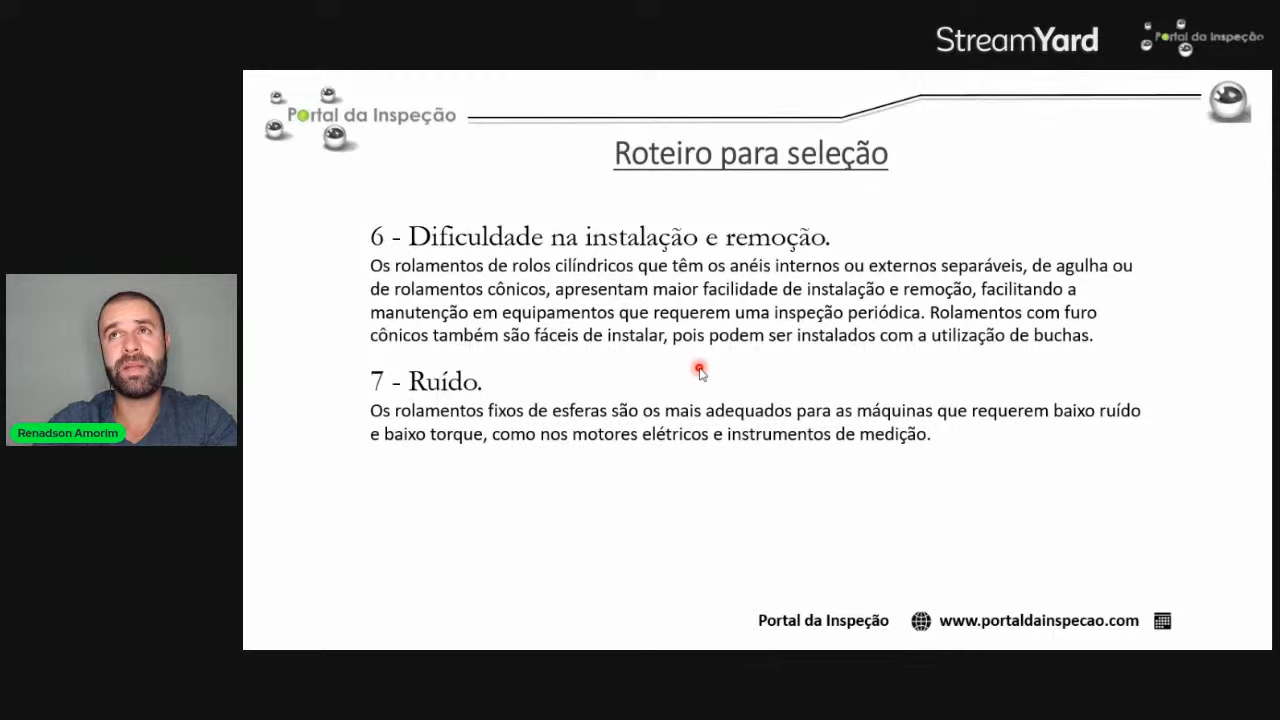 StreamYard
Portal da Inspeção
Portal da Inspeção
Roteiro para seleção
6 - Dificuldade na instalação e remoção.
Os rolamentos de rolos cilíndricos que têm os anéis internos ou externos separáveis, de agulha ou
de rolamentos cônicos, apresentam maior facilidade de instalação e remoção, facilitando a
manutenção em equipamentos que requerem uma inspeção periódica. Rolamentos com furo
cônicos também são fáceis de instalar, pois podem ser instalados com a utilização de buchas.
7 - Ruído.
Os rolamentos fixos de esferas são os mais adequados para as máquinas que requerem baixo ruído
e baixo torque, como nos motores elétricos e instrumentos de medição.
Renadson Amorim
Portal da Inspeção www.portaldainspecao.com